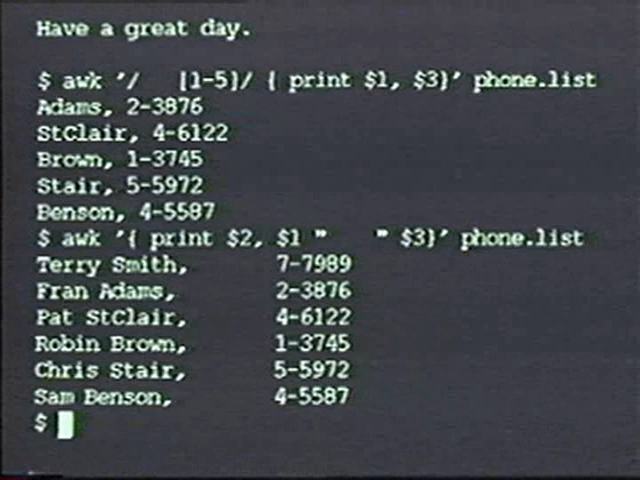 Have a great day.
$ awk '/   [1-5]/ { print $1, $3}' phone.list
Adams, 2-3876
StClair, 4-6122
Brown, 1-3745
Stair, 5-5972
Benson, 4-5587
$ awk '{ print $2, $1 "    " $3}' phone.list
Terry Smith,       7-7989
Fran Adams,        2-3876
Pat StClair,       4-6122
Robin Brown,       1-3745
Chris Stair,       5-5972
Sam Benson,        4-5587
$